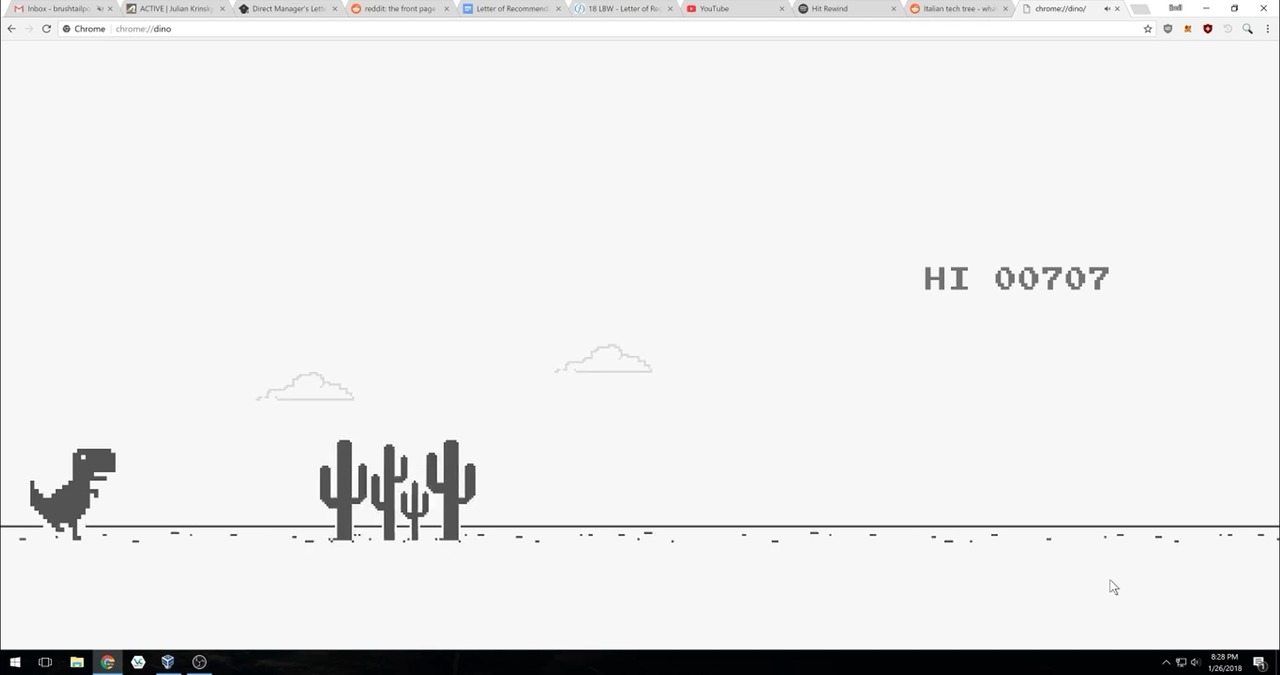 Inbox - brushtailpo
ACTIVE | Julian Krinsky
Direct Manager's Lett
reddit: the front page
Letter of Recommend
18 LBW - Letter of Re
YouTube
Hit Rewind
Italian tech tree - wha
chrome://dino/
Chrome chrome://dino
HI 00707
8:28 PM
1/26/2018